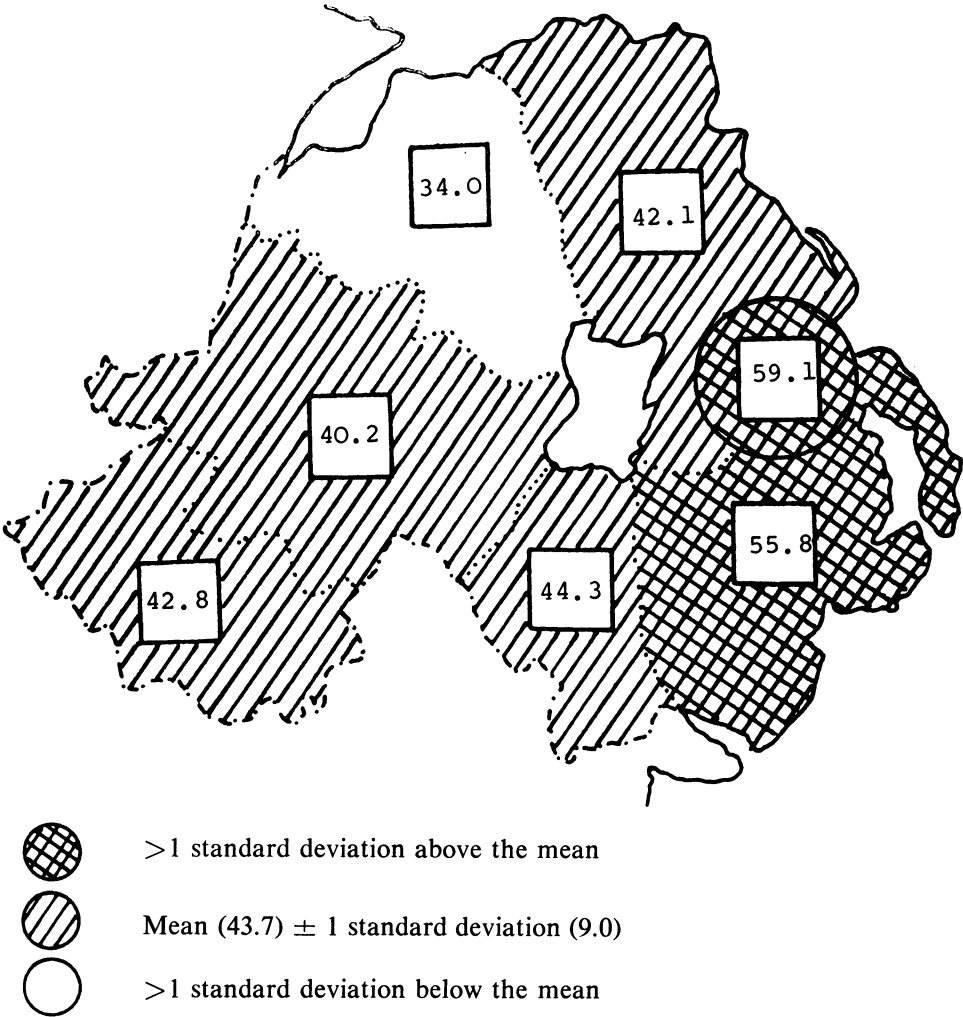 34.0
42.1
59.1
40.2
55.8
44.3
42.8
>1 standard deviation above the mean
Mean (43.7) ± 1 standard deviation (9.0)
>1 standard deviation below the mean